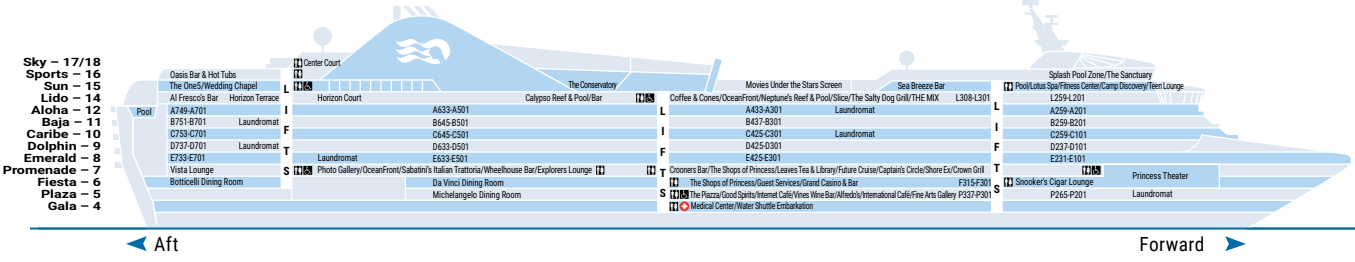 Sky – 17/18
Center Court
Sports – 16
Oasis Bar & Hot Tubs
Splash Pool Zone/The Sanctuary
Sun – 15
The One5/Wedding Chapel
The Conservatory
Movies Under the Stars Screen
Sea Breeze Bar
Pool/Lotus Spa/Fitness Center/Camp Discovery/Teen Lounge
Lido – 14
Al Fresco's Bar
Horizon Terrace
Horizon Court
Calypso Reef & Pool/Bar
Coffee & Cones/OceanFront/Neptune's Reef & Pool/Slice/The Salty Dog Grill/THE MIX
L308-L301
L259-L201
Aloha – 12
Pool
A749-A701
A633-A501
A433-A301
Laundromat
A259-A201
Baja – 11
B751-B701
Laundromat
B645-B501
B437-B301
B259-B201
Caribe – 10
C753-C701
C645-C501
C425-C301
Laundromat
C259-C101
Dolphin – 9
D737-D701
Laundromat
D633-D501
D425-D301
D237-D101
Emerald – 8
E733-E701
Laundromat
E633-E501
E425-E301
E231-E101
Promenade – 7
Vista Lounge
Photo Gallery/OceanFront/Sabatini's Italian Trattoria/Wheelhouse Bar/Explorers Lounge
Crooners Bar/The Shops of Princess/Leaves Tea & Library/Future Cruise/Captain's Circle/Shore Ex/Crown Grill
Princess Theater
Fiesta – 6
Botticelli Dining Room
Da Vinci Dining Room
The Shops of Princess/Guest Services/Grand Casino & Bar
F315-F301
Snooker's Cigar Lounge
Plaza – 5
Michelangelo Dining Room
The Piazza/Good Spirits/Internet Café/Vines Wine Bar/Alfredo's/International Café/Fine Arts Gallery
P337-P301
P265-P201
Laundromat
Gala – 4
Medical Center/Water Shuttle Embarkation
LIFTS
LIFTS
LIFTS
Aft
Forward